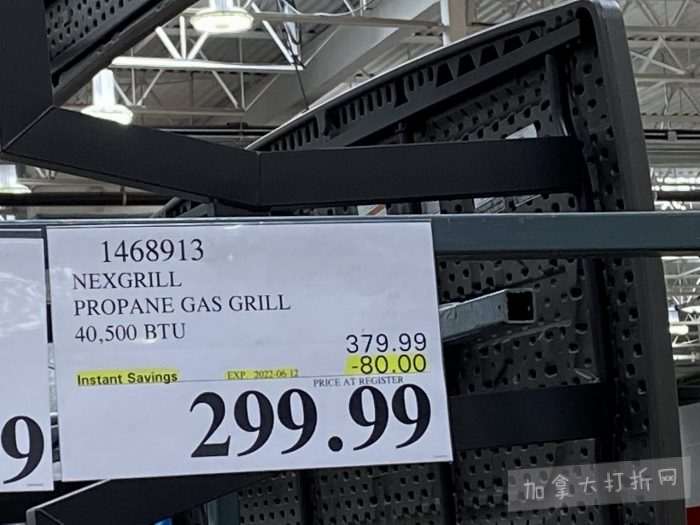 1468913
NEXGRILL
PROPANE GAS GRILL
40,500 BTU
379.99
-80.00
Instant Savings EXP. 2022-06-12
PRICE AT REGISTER
299.99
9
加拿大打折网